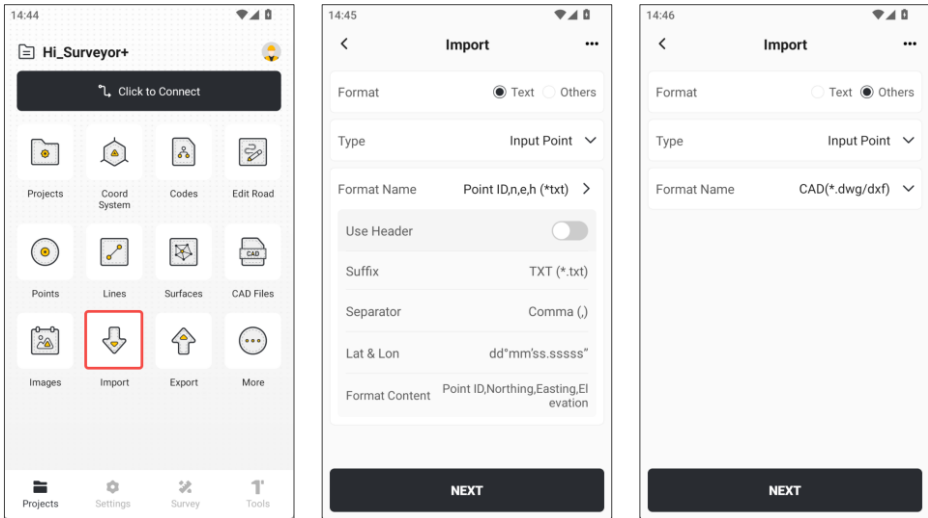 14:44
Hi_Surveyor+
Click to Connect
Projects
Coord
System
Codes
Edit Road
CAD
Points
Lines
Surfaces
CAD Files
Images
Import
Export
More
Projects
Settings
Survey
Tools
14:45
Import
Format
Text
Others
Type
Input Point
Format Name
Point ID,n,e,h (*txt)
Use Header
Suffix
TXT (*.txt)
Separator
Comma (,)
Lat & Lon
dd°mm'ss.sssss"
Format Content
Point ID,Northing,Easting,El
evation
NEXT
14:46
Import
Format
Text
Others
Type
Input Point
Format Name
CAD(*.dwg/dxf)
NEXT